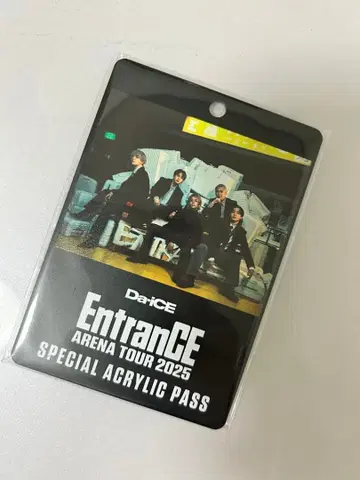 Da-iCE
EntranCE
ARENA TOUR 2025
SPECIAL ACRYLIC PASS